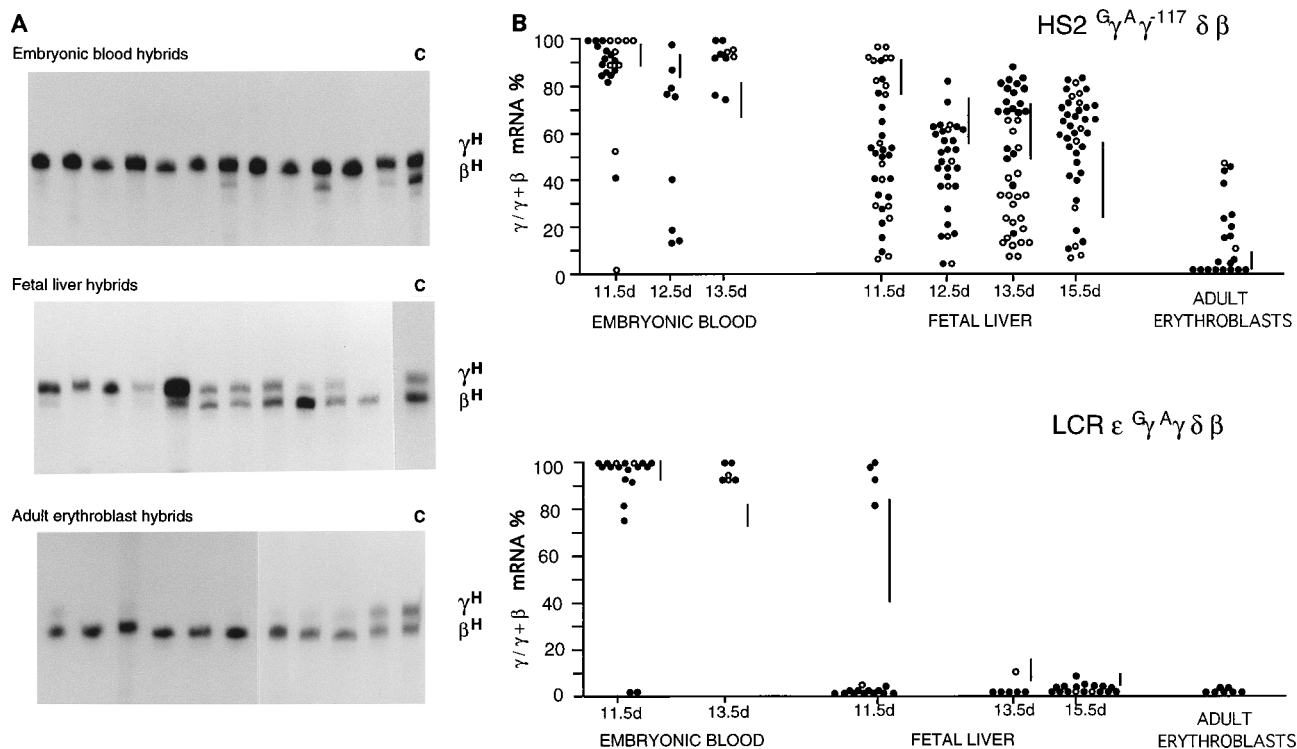 A
Embryonic blood hybrids C
γH
βH
Fetal liver hybrids C
γH
βH
Adult erythroblast hybrids C
γH
βH
B
HS2 GγAγ-117 δ β
γ / γ + β mRNA %
100
80
60
40
20
0
11.5d 12.5d 13.5d 11.5d 12.5d 13.5d 15.5d
EMBRYONIC BLOOD FETAL LIVER ADULT ERYTHROBLASTS
LCR ε GγAγ δ β
γ / γ + β mRNA %
100
80
60
40
20
0
11.5d 13.5d 11.5d 13.5d 15.5d
EMBRYONIC BLOOD FETAL LIVER ADULT ERYTHROBLASTS